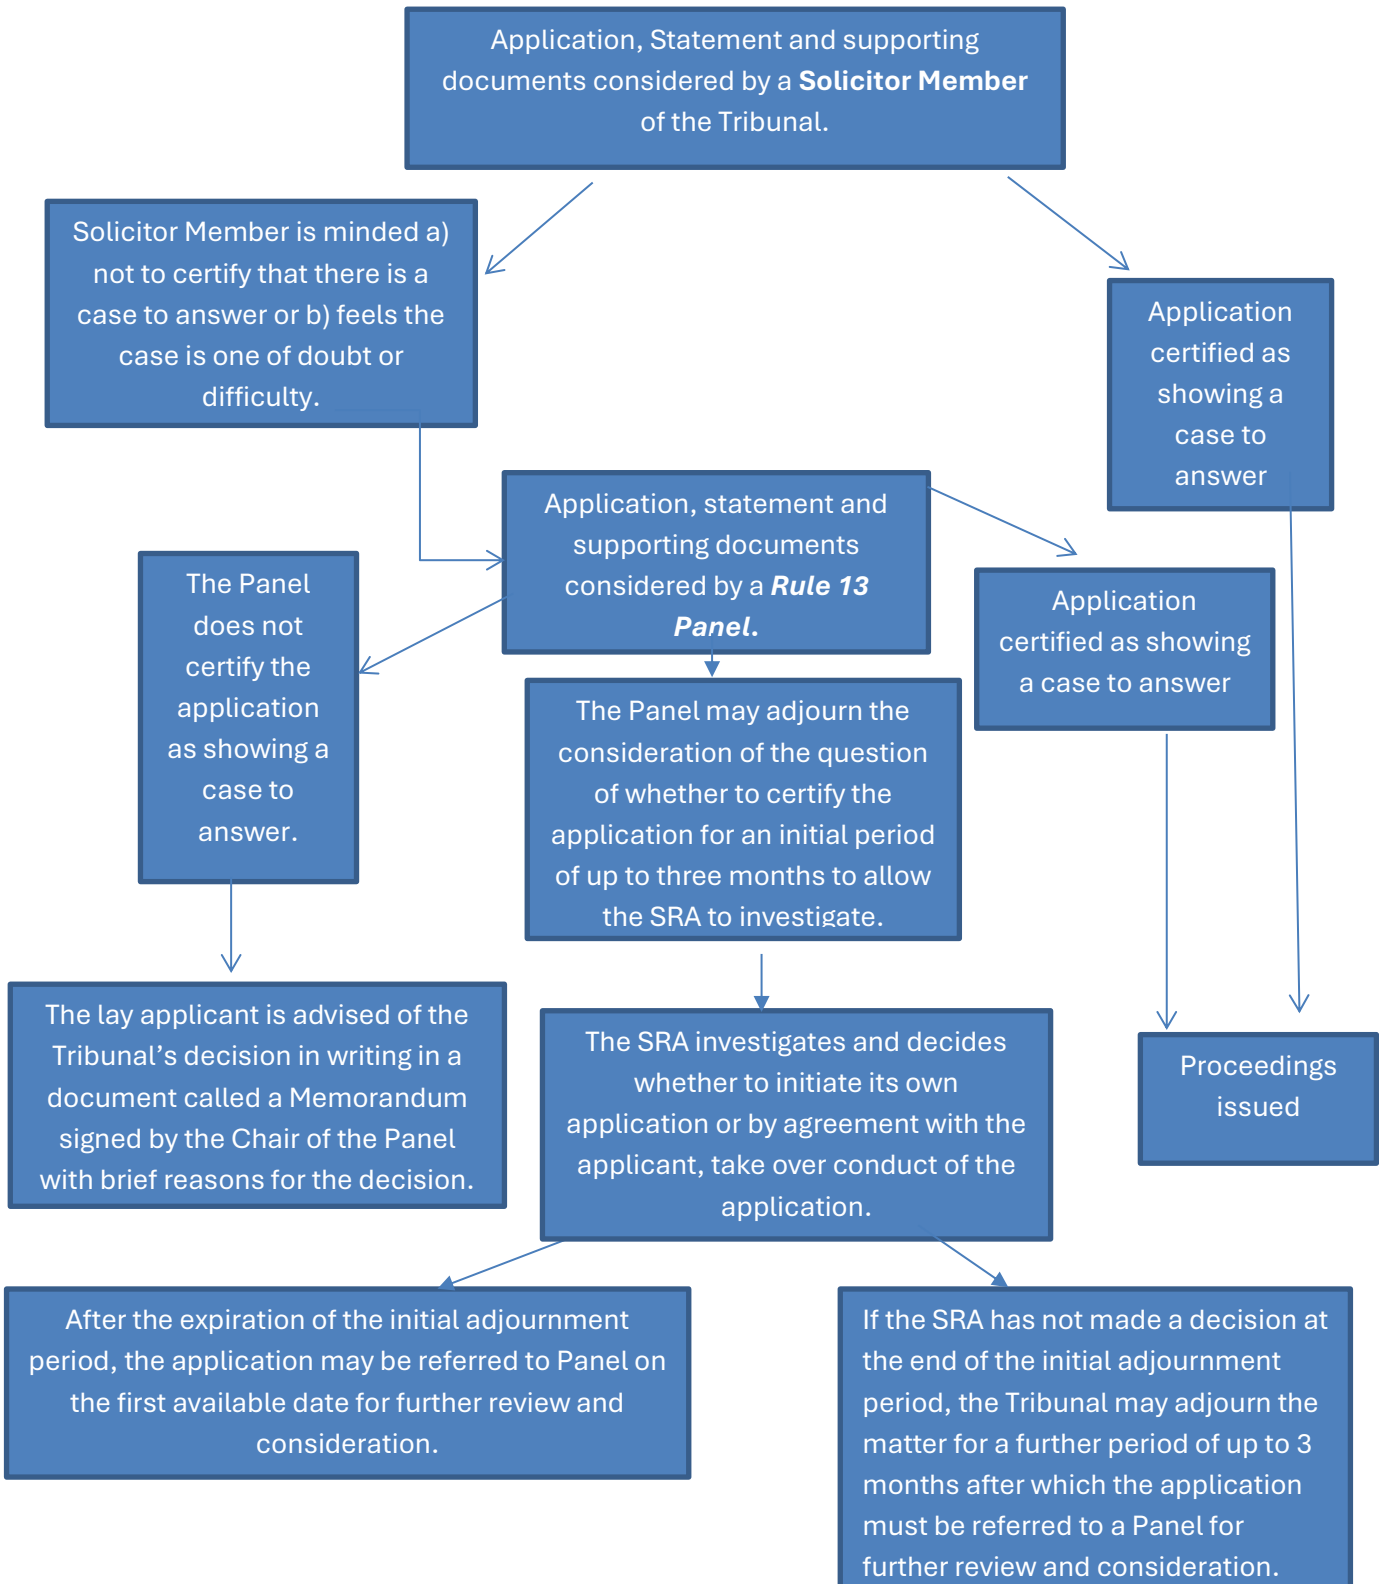 Application, Statement and supporting
documents considered by a Solicitor Member
of the Tribunal.
Solicitor Member is minded a)
not to certify that there is a
case to answer or b) feels the
case is one of doubt or
difficulty.
Application
certified as
showing a
case to
answer
Application, statement and
supporting documents
considered by a Rule 13
Panel.
The Panel
does not
certify the
application
as showing a
case to
answer.
Application
certified as showing
a case to answer
The Panel may adjourn the
consideration of the question
of whether to certify the
application for an initial period
of up to three months to allow
the SRA to investigate.
The lay applicant is advised of the
Tribunal’s decision in writing in a
document called a Memorandum
signed by the Chair of the Panel
with brief reasons for the decision.
The SRA investigates and decides
whether to initiate its own
application or by agreement with the
applicant, take over conduct of the
application.
Proceedings
issued
After the expiration of the initial adjournment
period, the application may be referred to Panel on
the first available date for further review and
consideration.
If the SRA has not made a decision at
the end of the initial adjournment
period, the Tribunal may adjourn the
matter for a further period of up to 3
months after which the application
must be referred to a Panel for
further review and consideration.